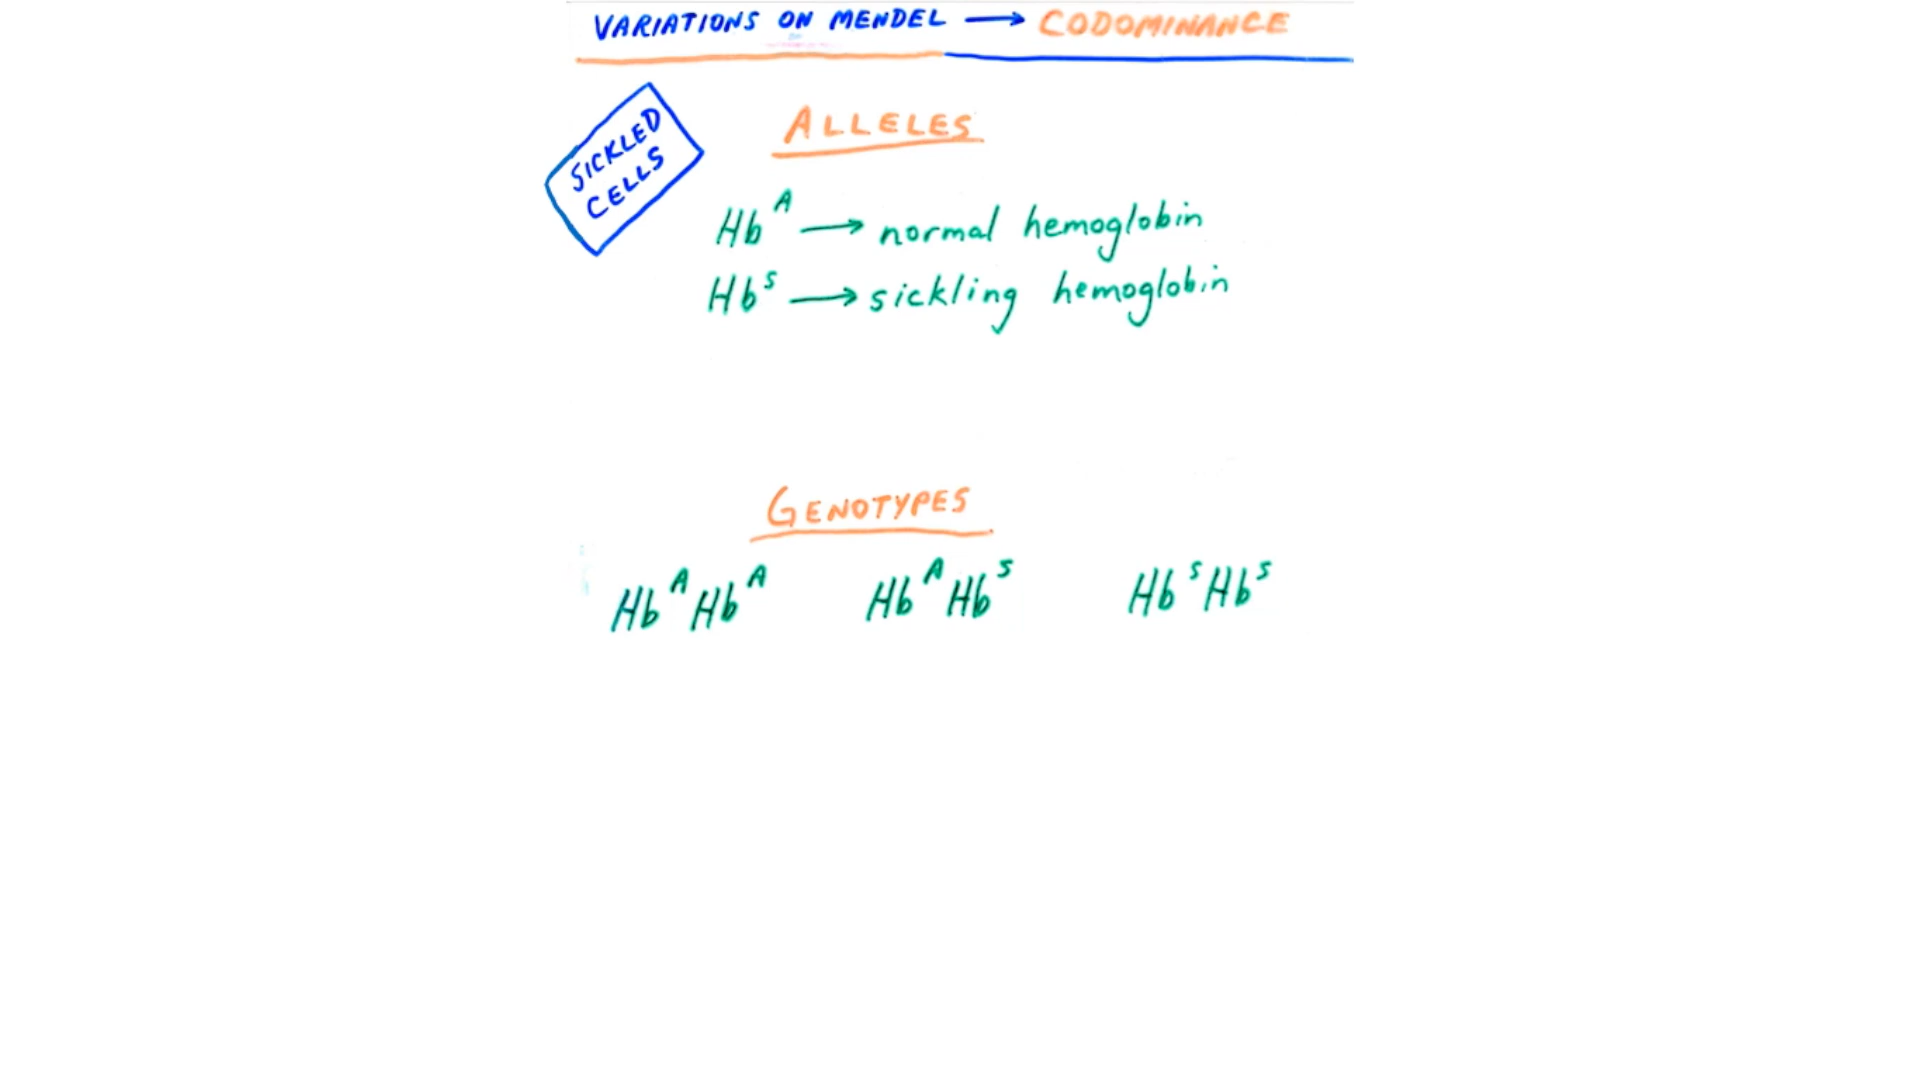 VARIATIONS ON MENDEL → CODOMINANCE
SICKLED
CELLS
ALLELES
Hb^A → normal hemoglobin
Hb^S → sickling hemoglobin
GENOTYPES
Hb^A Hb^A Hb^A Hb^S Hb^S Hb^S